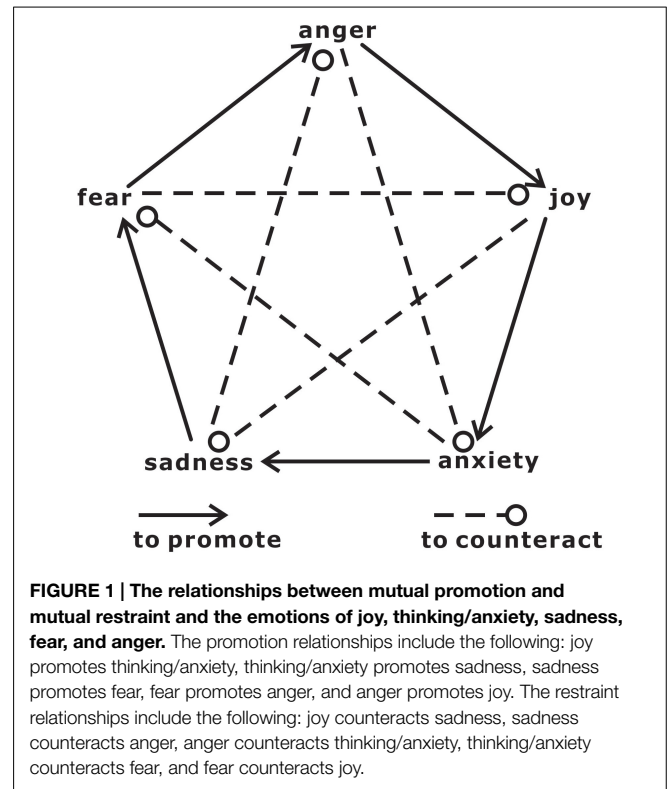 anger
fear
joy
sadness
anxiety
to promote
to counteract
FIGURE 1 | The relationships between mutual promotion and
mutual restraint and the emotions of joy, thinking/anxiety, sadness,
fear, and anger. The promotion relationships include the following: joy
promotes thinking/anxiety, thinking/anxiety promotes sadness, sadness
promotes fear, fear promotes anger, and anger promotes joy. The restraint
relationships include the following: joy counteracts sadness, sadness
counteracts anger, anger counteracts thinking/anxiety, thinking/anxiety
counteracts fear, and fear counteracts joy.